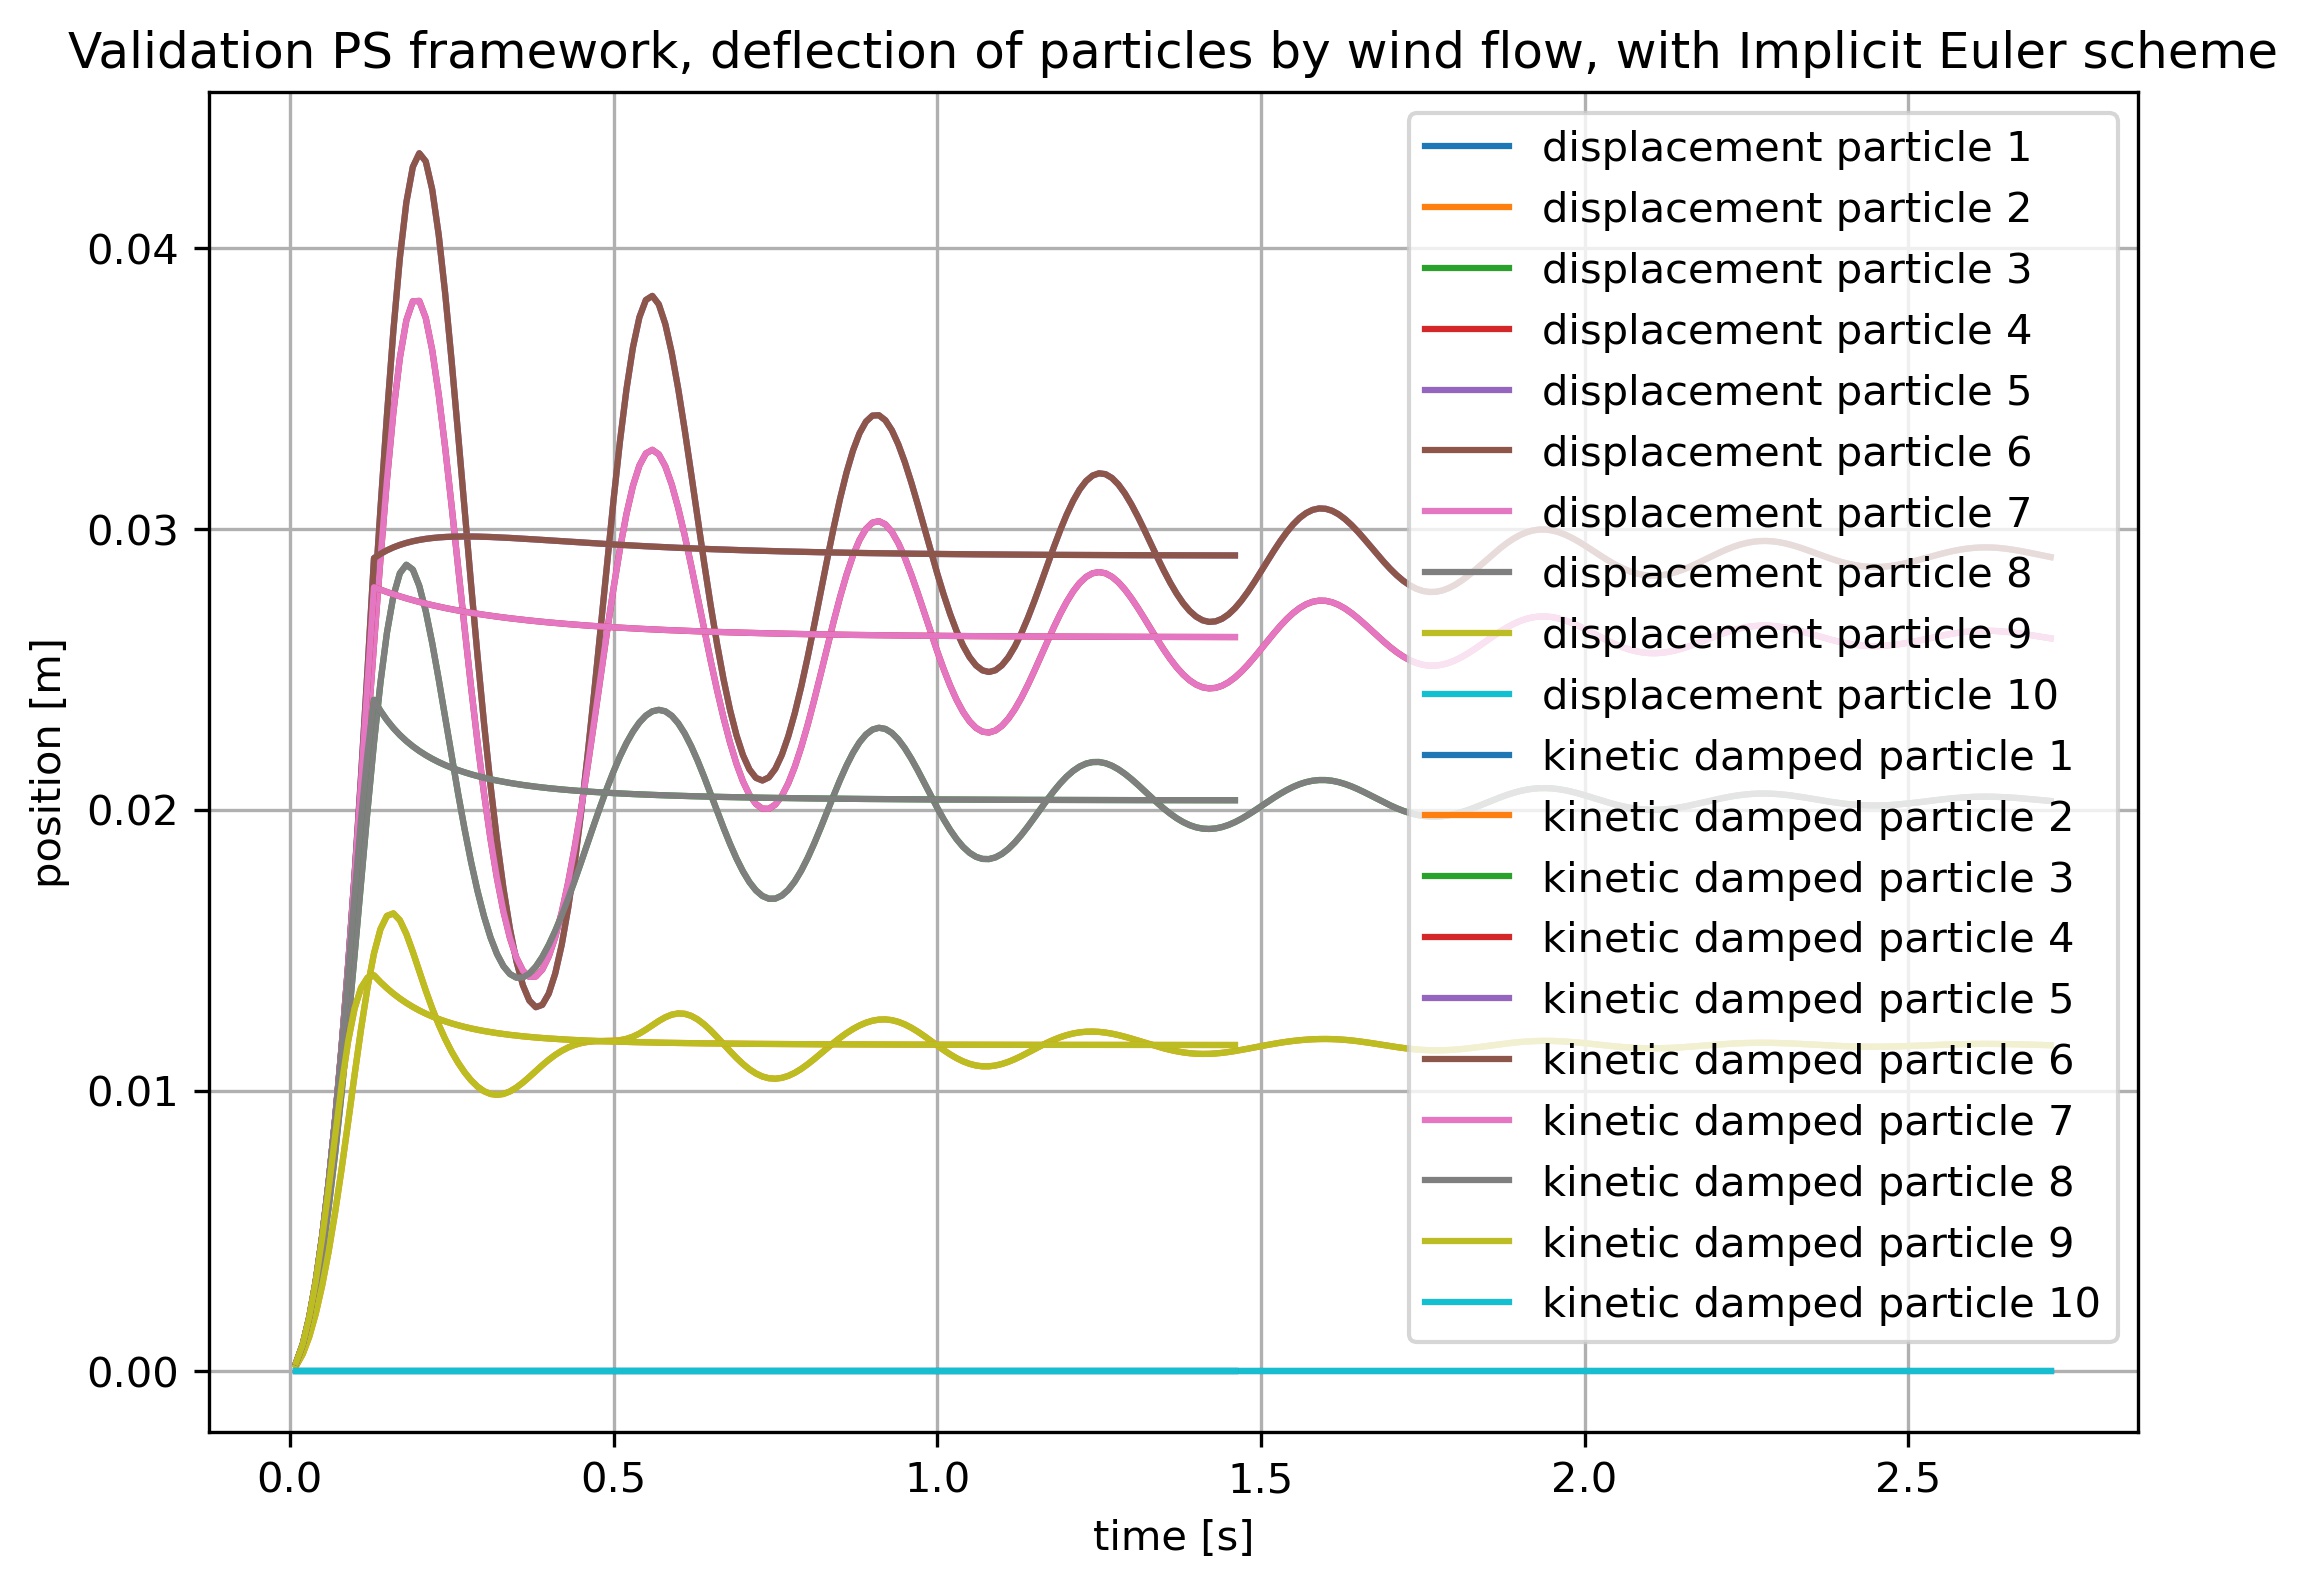 Validation PS framework, deflection of particles by wind flow, with Implicit Euler scheme
position [m]
0.04
0.03
0.02
0.01
0.00
displacement particle 1
displacement particle 2
displacement particle 3
displacement particle 4
displacement particle 5
displacement particle 6
displacement particle 7
displacement particle 8
displacement particle 9
displacement particle 10
kinetic damped particle 1
kinetic damped particle 2
kinetic damped particle 3
kinetic damped particle 4
kinetic damped particle 5
kinetic damped particle 6
kinetic damped particle 7
kinetic damped particle 8
kinetic damped particle 9
kinetic damped particle 10
0.0 0.5 1.0 1.5 2.0 2.5
time [s]